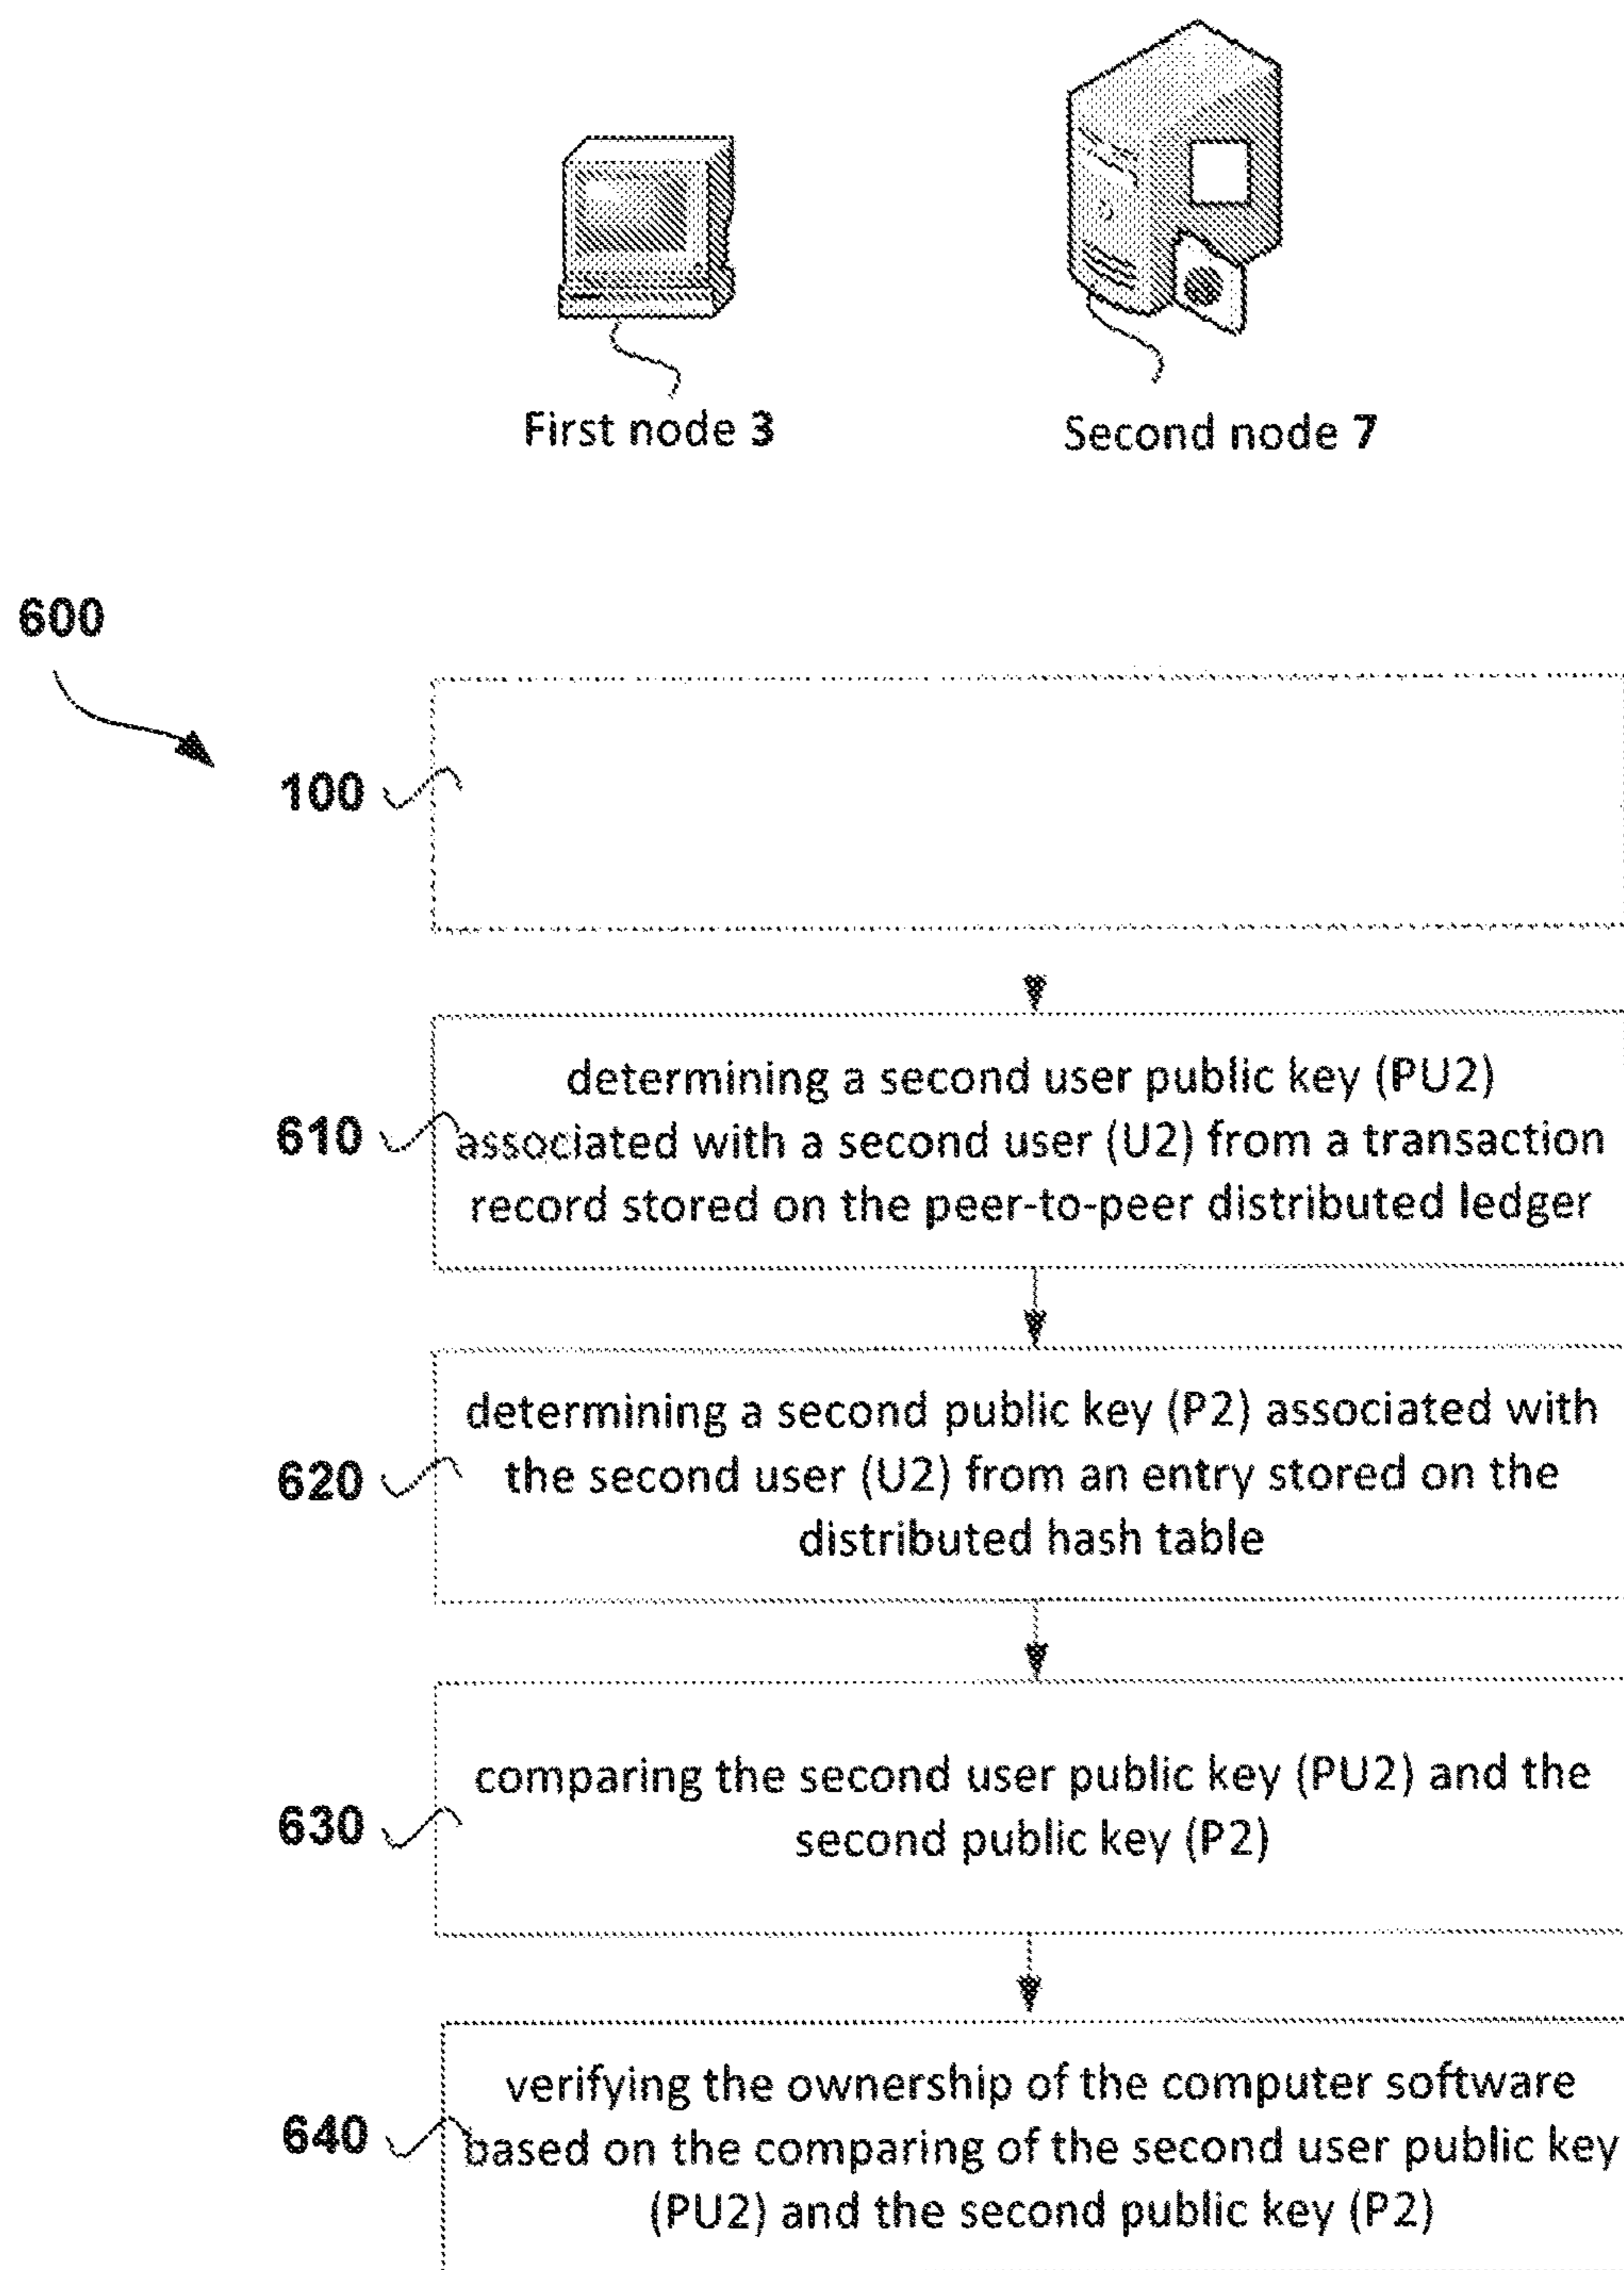 First node 3
Second node 7
600
100
610
determining a second user public key (PU2)
associated with a second user (U2) from a transaction
record stored on the peer-to-peer distributed ledger
620
determining a second public key (P2) associated with
the second user (U2) from an entry stored on the
distributed hash table
630
comparing the second user public key (PU2) and the
second public key (P2)
640
verifying the ownership of the computer software
based on the comparing of the second user public key
(PU2) and the second public key (P2)